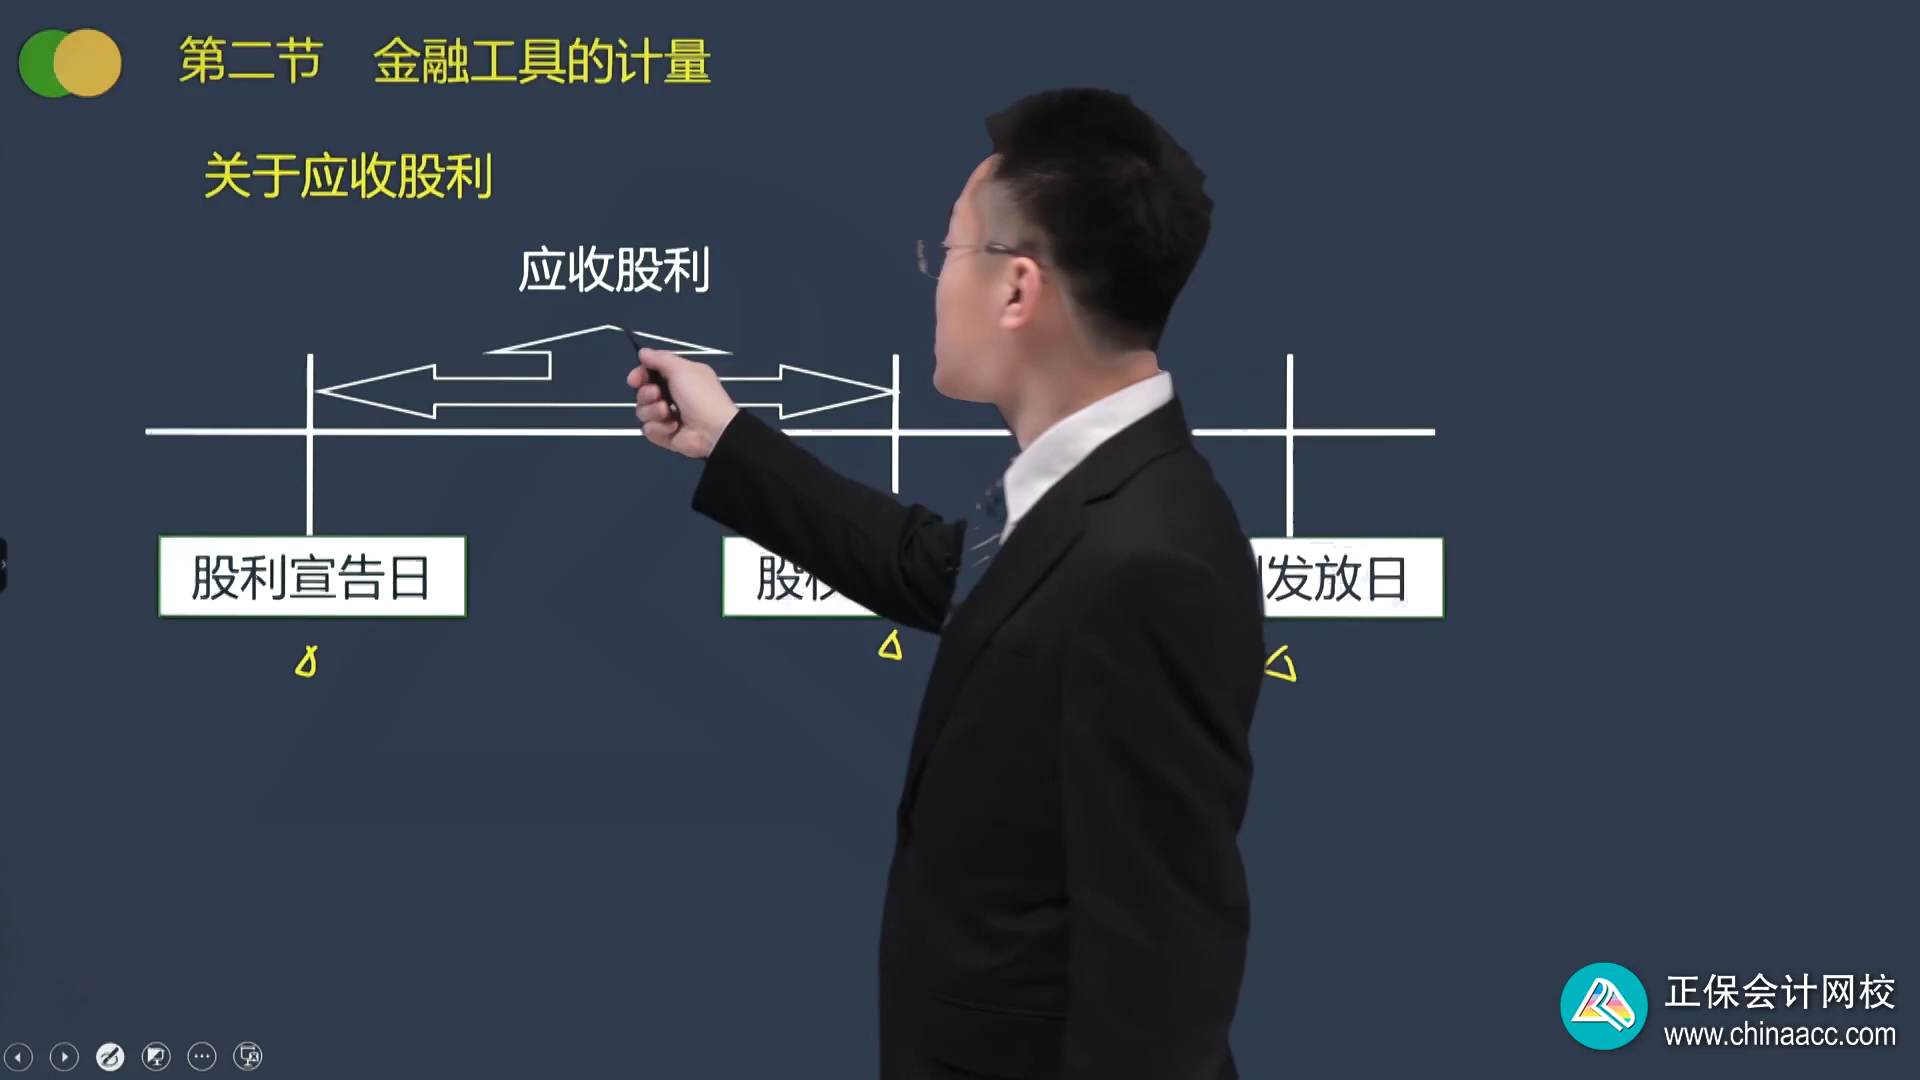 第二节 金融工具的计量
关于应收股利
应收股利
股利宣告日
股
发放日
正保会计网校
www.chinaacc.com